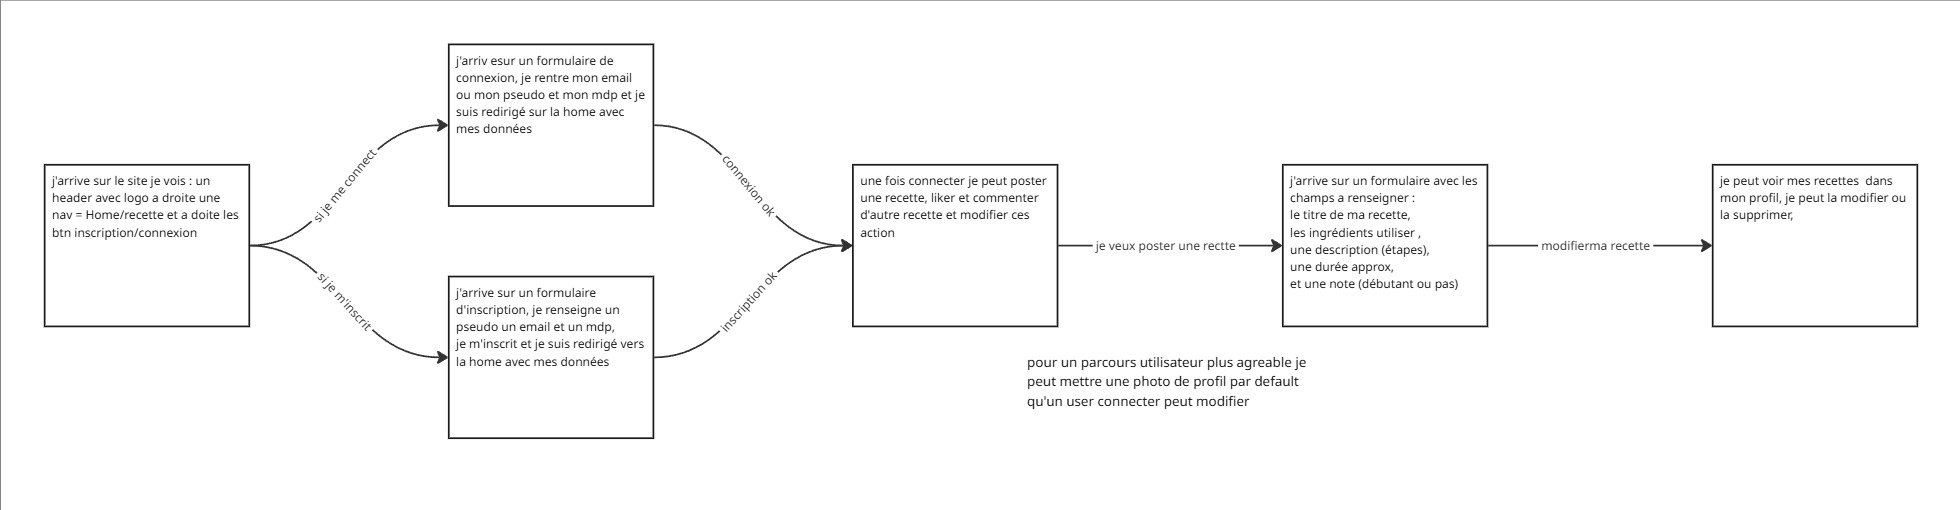 j'arrive sur le site je vois : un
header avec logo a droite une
nav = Home/recette et a doite les
btn inscription/connexion
si je me connect
si je m'inscrit
j'arriv esur un formulaire de
connexion, je rentre mon email
ou mon pseudo et mon mdp et je
suis redirigé sur la home avec
mes données
j'arrive sur un formulaire
d'inscription, je renseigne un
pseudo un email et un mdp,
je m'inscrit et je suis redirigé vers
la home avec mes données
connexion ok
inscription ok
une fois connecter je peut poster
une recette, liker et commenter
d'autre recette et modifier ces
action
je veux poster une rectte
j'arrive sur un formulaire avec les
champs a renseigner :
le titre de ma recette,
les ingrédients utiliser ,
une description (étapes),
une durée approx,
et une note (débutant ou pas)
modifierma recette
je peut voir mes recettes  dans
mon profil, je peut la modifier ou
la supprimer,
pour un parcours utilisateur plus agreable je
peut mettre une photo de profil par default
qu'un user connecter peut modifier